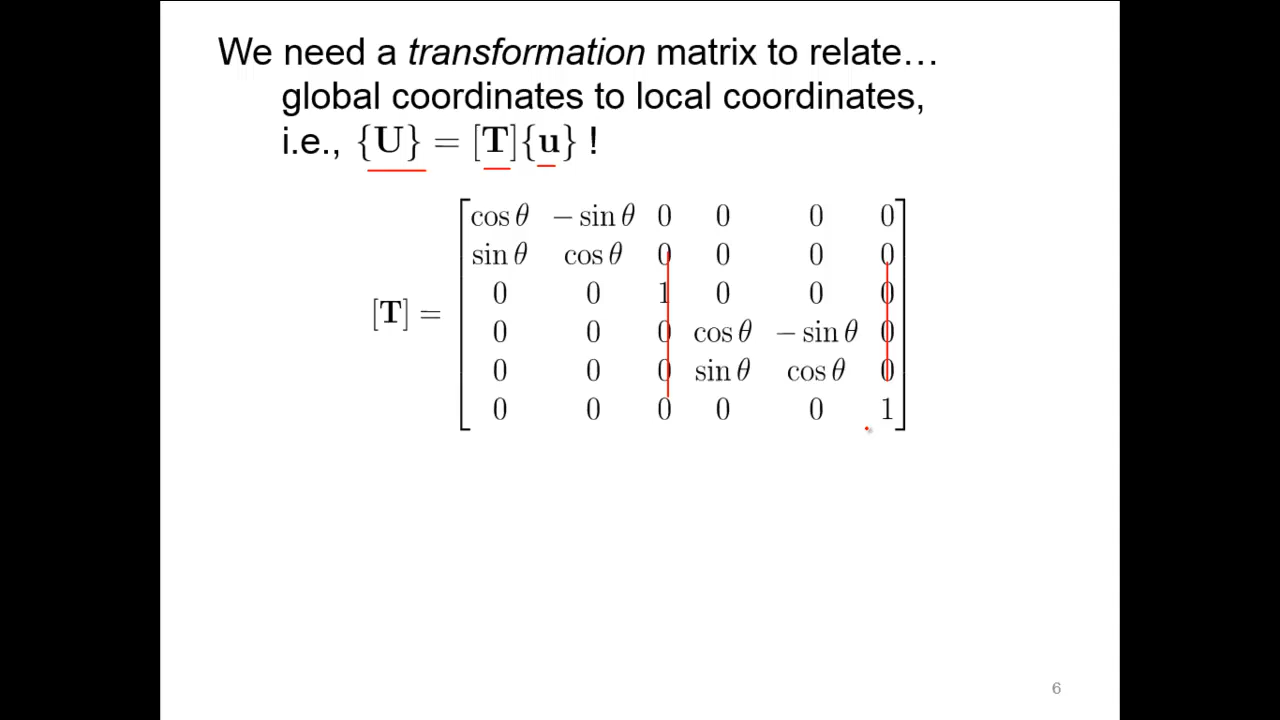 We need a transformation matrix to relate…
global coordinates to local coordinates,
i.e., {U} = [T]{u} !
cos θ − sin θ 0 0 0 0
sin θ cos θ 0 0 0 0
0 0 1 0 0 0
[T] =
0 0 0 cos θ − sin θ 0
0 0 0 sin θ cos θ 0
0 0 0 0 0 1
6